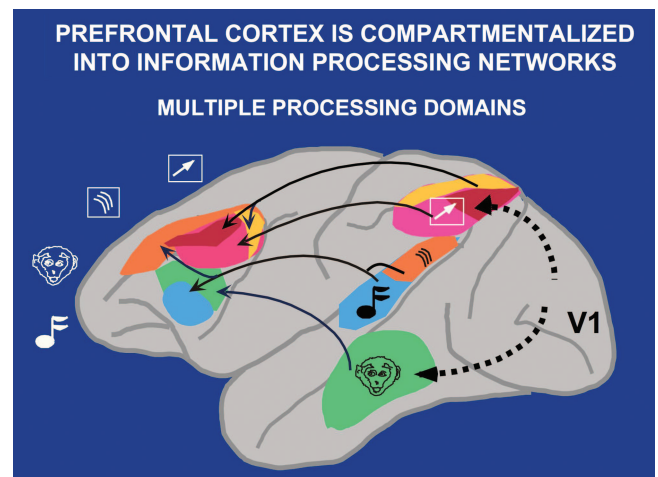 PREFRONTAL CORTEX IS COMPARTMENTALIZED
INTO INFORMATION PROCESSING NETWORKS
MULTIPLE PROCESSING DOMAINS
V1